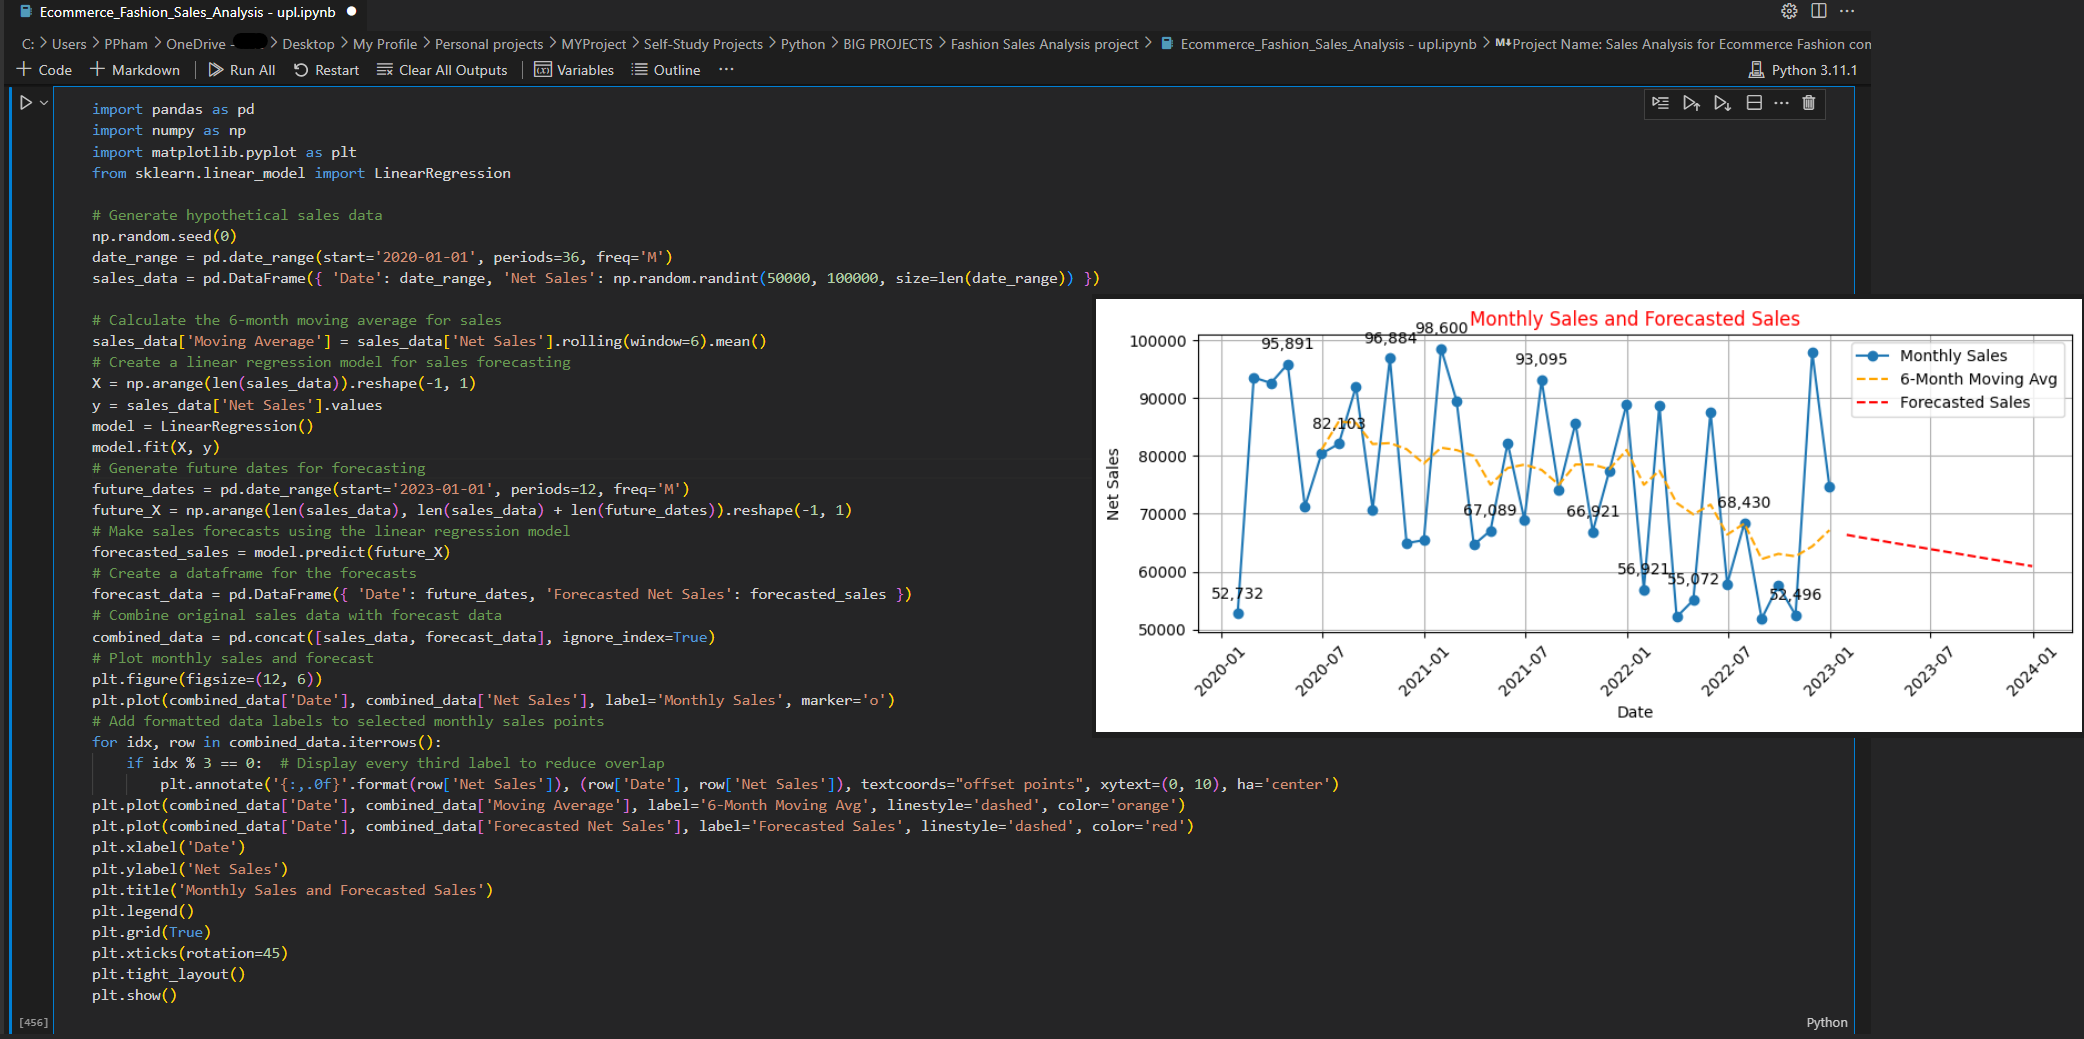 Ecommerce_Fashion_Sales_Analysis - upl.ipynb
C: > Users > PPham > OneDrive - > Desktop > My Profile > Personal projects > MYProject > Self-Study Projects > Python > BIG PROJECTS > Fashion Sales Analysis project > Ecommerce_Fashion_Sales_Analysis - upl.ipynb > M↓Project Name: Sales Analysis for Ecommerce Fashion con
+ Code + Markdown Run All Restart Clear All Outputs Variables Outline ··· Python 3.11.1
import pandas as pd
import numpy as np
import matplotlib.pyplot as plt
from sklearn.linear_model import LinearRegression
# Generate hypothetical sales data
np.random.seed(0)
date_range = pd.date_range(start='2020-01-01', periods=36, freq='M')
sales_data = pd.DataFrame({ 'Date': date_range, 'Net Sales': np.random.randint(50000, 100000, size=len(date_range)) })
# Calculate the 6-month moving average for sales
sales_data['Moving Average'] = sales_data['Net Sales'].rolling(window=6).mean()
# Create a linear regression model for sales forecasting
X = np.arange(len(sales_data)).reshape(-1, 1)
y = sales_data['Net Sales'].values
model = LinearRegression()
model.fit(X, y)
# Generate future dates for forecasting
future_dates = pd.date_range(start='2023-01-01', periods=12, freq='M')
future_X = np.arange(len(sales_data), len(sales_data) + len(future_dates)).reshape(-1, 1)
# Make sales forecasts using the linear regression model
forecasted_sales = model.predict(future_X)
# Create a dataframe for the forecasts
forecast_data = pd.DataFrame({ 'Date': future_dates, 'Forecasted Net Sales': forecasted_sales })
# Combine original sales data with forecast data
combined_data = pd.concat([sales_data, forecast_data], ignore_index=True)
# Plot monthly sales and forecast
plt.figure(figsize=(12, 6))
plt.plot(combined_data['Date'], combined_data['Net Sales'], label='Monthly Sales', marker='o')
# Add formatted data labels to selected monthly sales points
for idx, row in combined_data.iterrows():
if idx % 3 == 0:  # Display every third label to reduce overlap
plt.annotate('{:,.0f}'.format(row['Net Sales']), (row['Date'], row['Net Sales']), textcoords="offset points", xytext=(0, 10), ha='center')
plt.plot(combined_data['Date'], combined_data['Moving Average'], label='6-Month Moving Avg', linestyle='dashed', color='orange')
plt.plot(combined_data['Date'], combined_data['Forecasted Net Sales'], label='Forecasted Sales', linestyle='dashed', color='red')
plt.xlabel('Date')
plt.ylabel('Net Sales')
plt.title('Monthly Sales and Forecasted Sales')
plt.legend()
plt.grid(True)
plt.xticks(rotation=45)
plt.tight_layout()
plt.show()
[456]
Python
Monthly Sales and Forecasted Sales
100000
90000
80000
70000
60000
50000
Net Sales
52,732
95,891
82,103
96,884
98,600
67,089
93,095
66,921
56,921
55,072
68,430
52,496
Monthly Sales
6-Month Moving Avg
Forecasted Sales
2020-01
2020-07
2021-01
2021-07
2022-01
2022-07
2023-01
2023-07
2024-01
Date